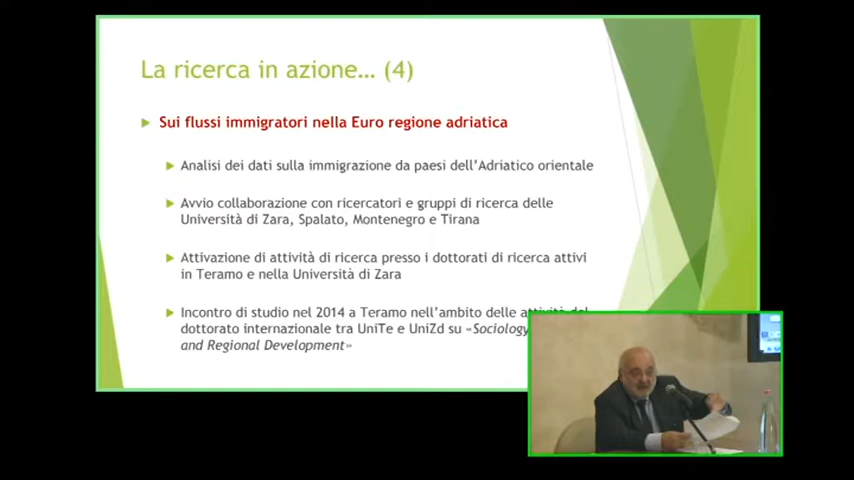 La ricerca in azione... (4)
Sui flussi immigratori nella Euro regione adriatica
Analisi dei dati sulla immigrazione da paesi dell'Adriatico orientale
Avvio collaborazione con ricercatori e gruppi di ricerca delle
Università di Zara, Spalato, Montenegro e Tirana
Attivazione di attività di ricerca presso i dottorati di ricerca attivi
in Teramo e nella Università di Zara
Incontro di studio nel 2014 a Teramo nell'ambito delle attività del
dottorato internazionale tra UniTe e UniZd su «Sociology
and Regional Development»